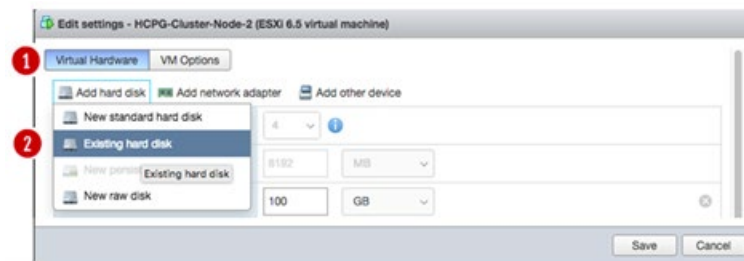 Edit settings - HCPG-Cluster-Node-2 (ESXi 6.5 virtual machine)
1
Virtual Hardware VM Options
Add hard disk Add network adapter Add other device
New standard hard disk
4
2
Existing hard disk
New persis
8192 MB
Existing hard disk
New raw disk
100 GB
Save Cancel